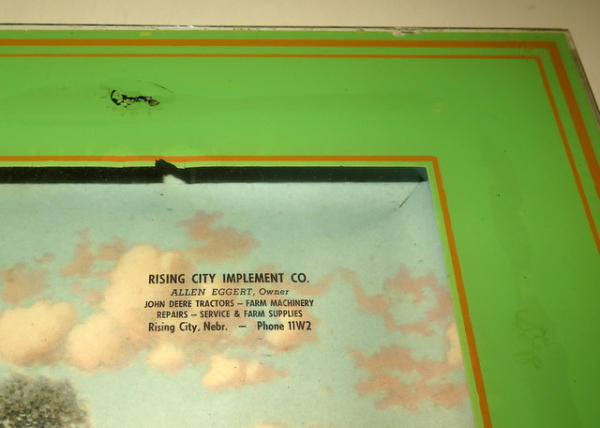 RISING CITY IMPLEMENT CO.
ALLEN EGGERT, Owner
JOHN DEERE TRACTORS — FARM MACHINERY
REPAIRS — SERVICE & FARM SUPPLIES
Rising City, Nebr. — Phone 11W2